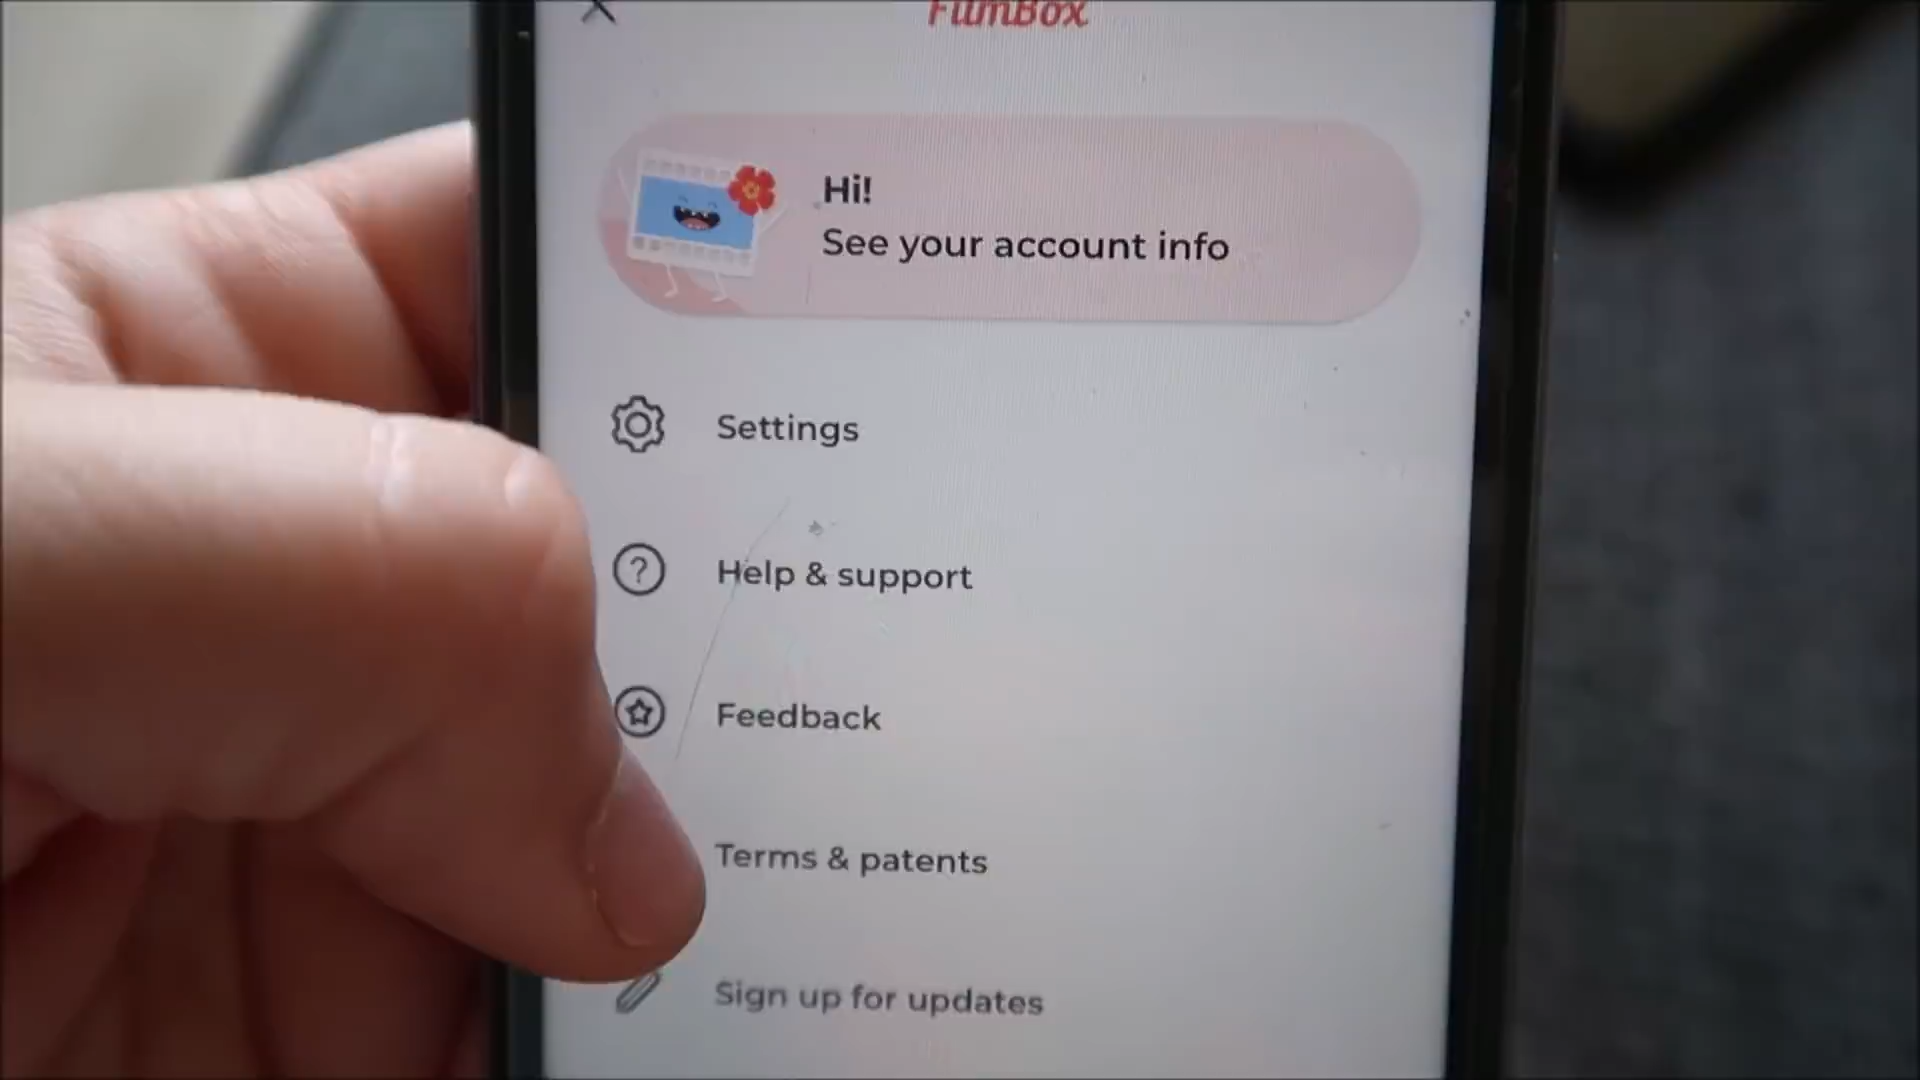 FilmBox
Hi!
See your account info
Settings
Help & support
Feedback
Terms & patents
Sign up for updates